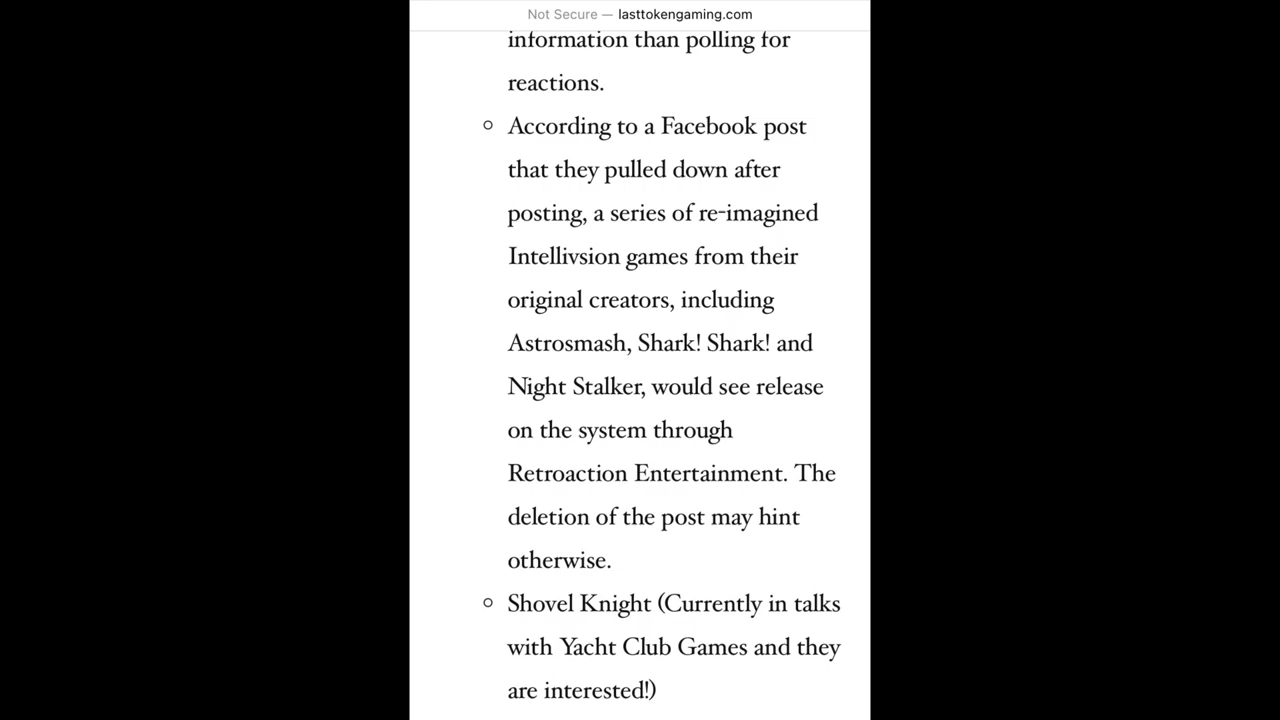 Not Secure — lasttokengaming.com
information than polling for
reactions.
According to a Facebook post
that they pulled down after
posting, a series of re-imagined
Intellivsion games from their
original creators, including
Astrosmash, Shark! Shark! and
Night Stalker, would see release
on the system through
Retroaction Entertainment. The
deletion of the post may hint
otherwise.
Shovel Knight (Currently in talks
with Yacht Club Games and they
are interested!)